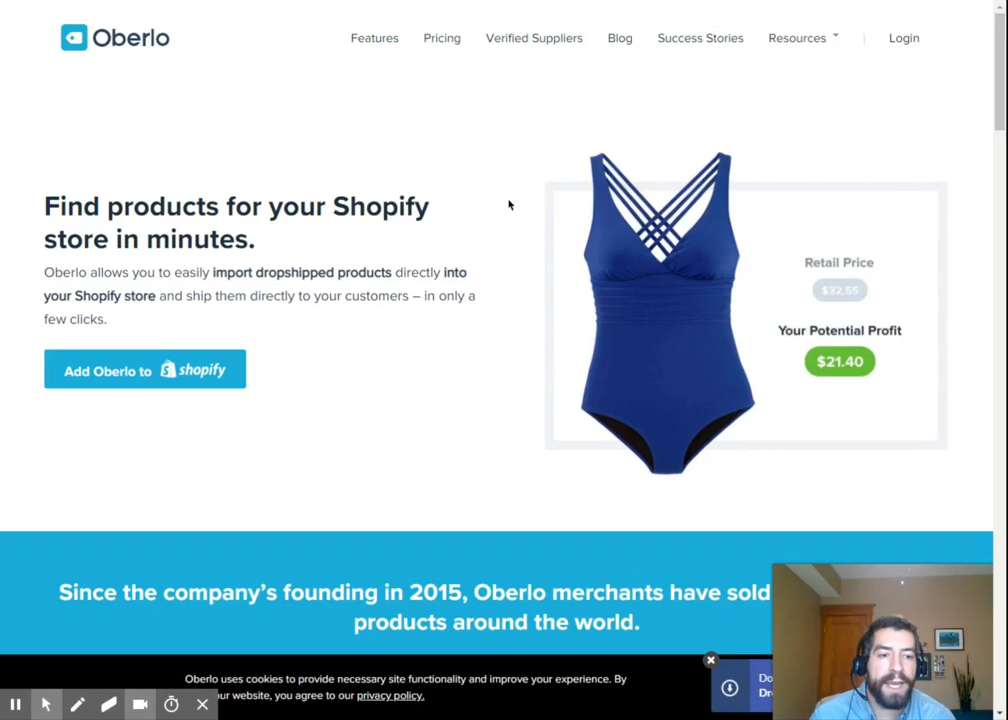 Oberlo
Features
Pricing
Verified Suppliers
Blog
Success Stories
Resources
Login
Find products for your Shopify
store in minutes.
Oberlo allows you to easily import dropshipped products directly into
your Shopify store and ship them directly to your customers – in only a
few clicks.
Add Oberlo to shopify
Retail Price
$32.55
Your Potential Profit
$21.40
Since the company's founding in 2015, Oberlo merchants have sold
products around the world.
Oberlo uses cookies to provide necessary site functionality and improve your experience. By
our website, you agree to our privacy policy.